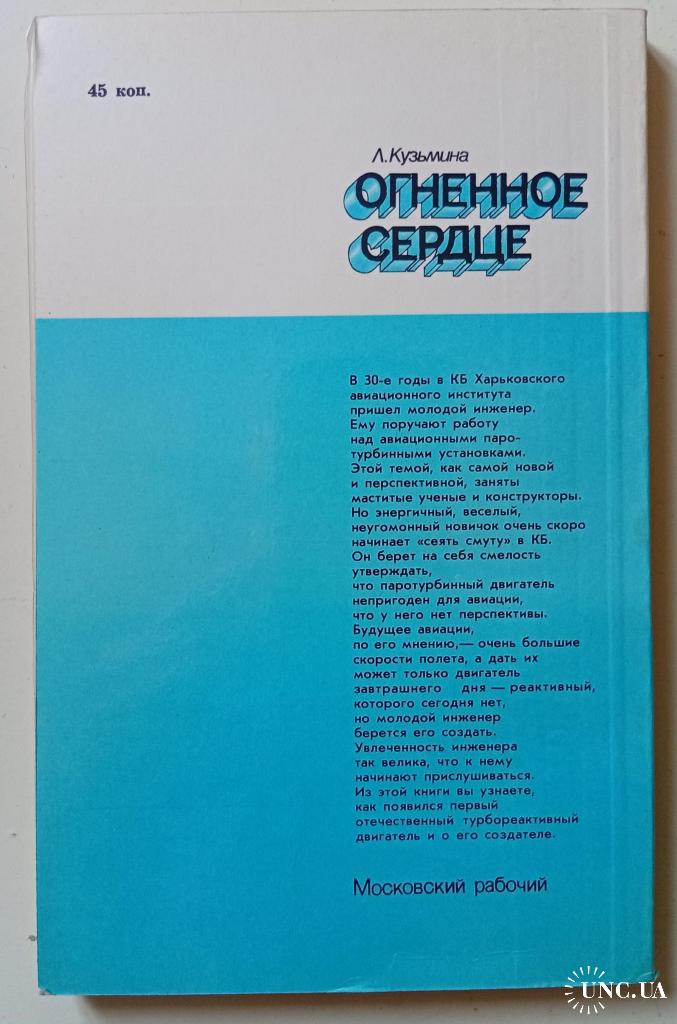 45 коп.
Л.Кузьмина
ОГНЕННОЕ
СЕРДЦЕ
В 30-е годы в КБ Харьковского
авиационного института
пришел молодой инженер.
Ему поручают работу
над авиационными паро-
турбинными установками.
Этой темой, как самой новой
и перспективной, заняты
маститые ученые и конструкторы.
Но энергичный, веселый,
неугомонный новичок очень скоро
начинает «сеять смуту» в КБ.
Он берет на себя смелость
утверждать,
что паротурбинный двигатель
непригоден для авиации,
что у него нет перспективы.
Будущее авиации,
по его мнению,— очень большие
скорости полета, а дать их
может только двигатель
завтрашнего дня — реактивный,
которого сегодня нет,
но молодой инженер
берется его создать.
Увлеченность инженера
так велика, что к нему
начинают прислушиваться.
Из этой книги вы узнаете,
как появился первый
отечественный турбореактивный
двигатель и о его создателе.
Московский рабочий
UNC.UA